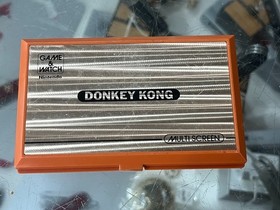 GAME
&
WATCH
Nintendo
DONKEY KONG
MULTI SCREEN